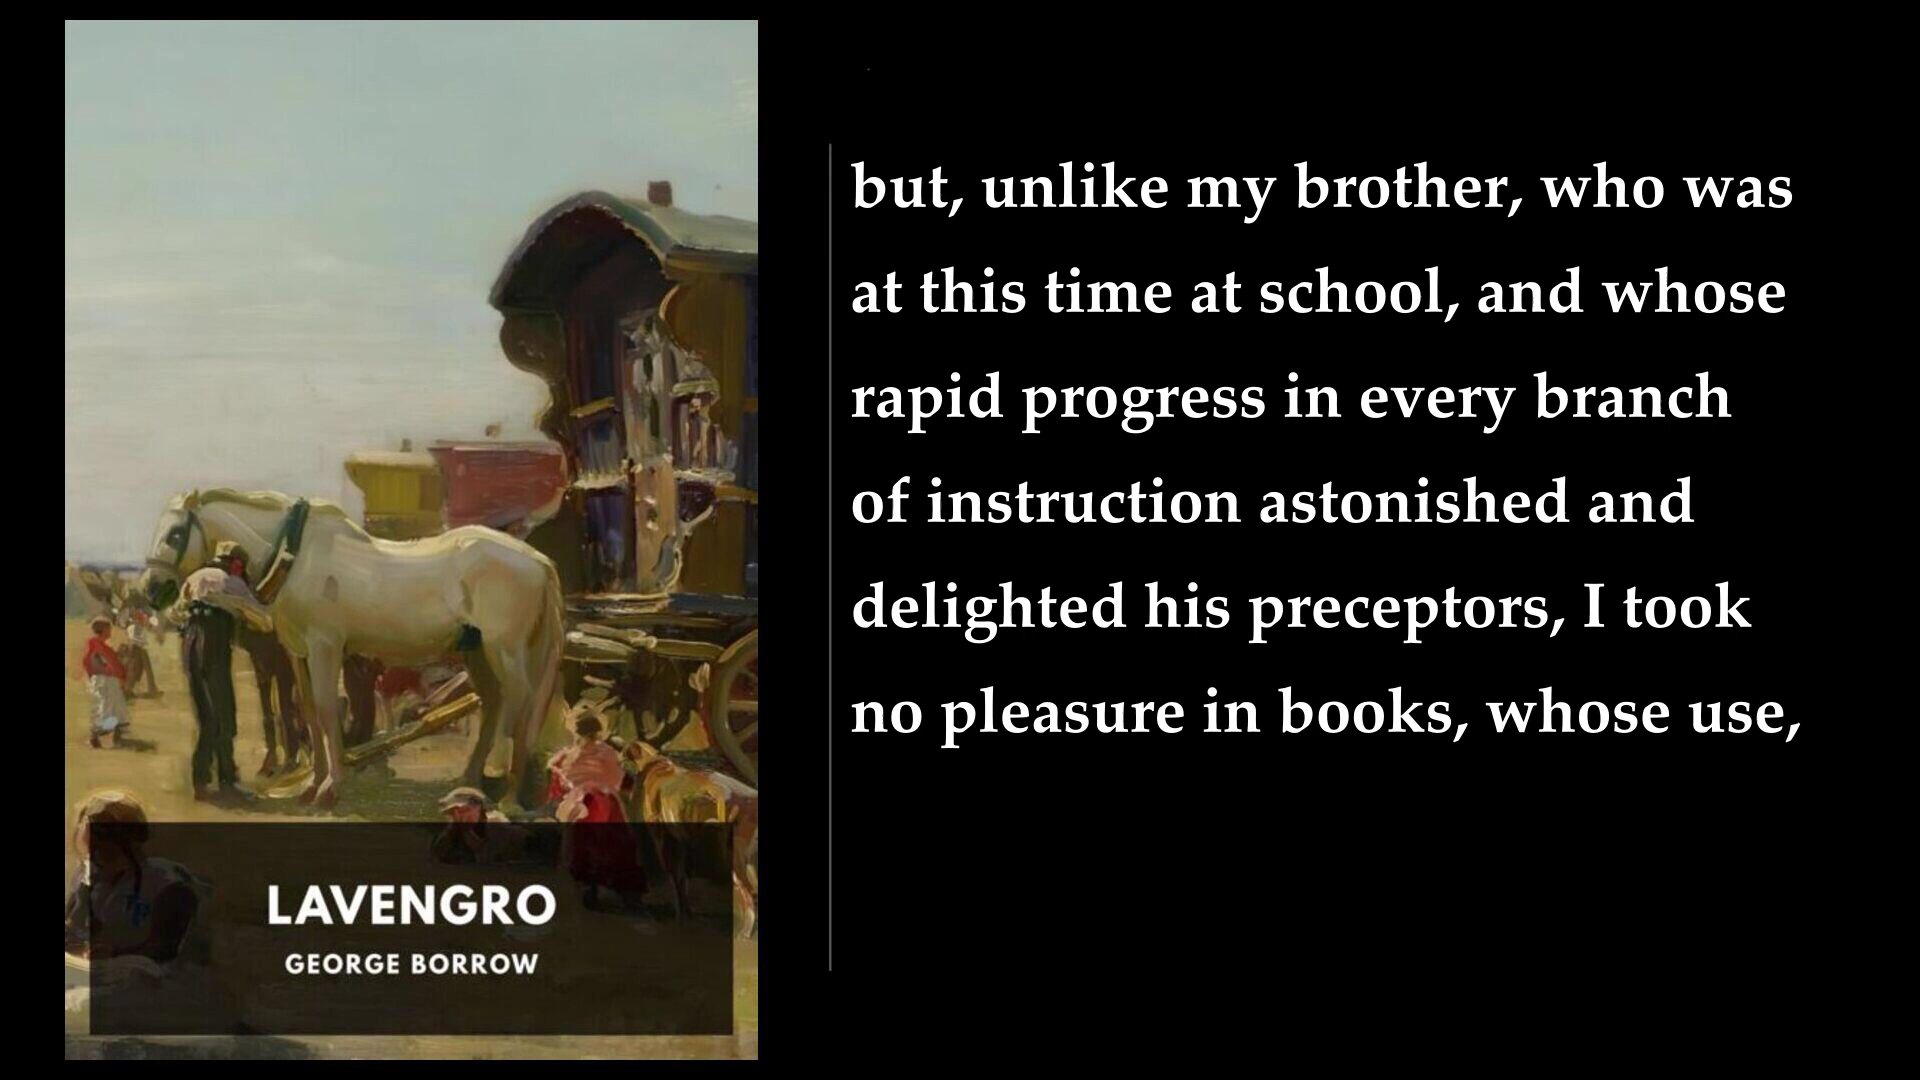 but, unlike my brother, who was
at this time at school, and whose
rapid progress in every branch
of instruction astonished and
delighted his preceptors, I took
no pleasure in books, whose use,
LAVENGRO
GEORGE BORROW